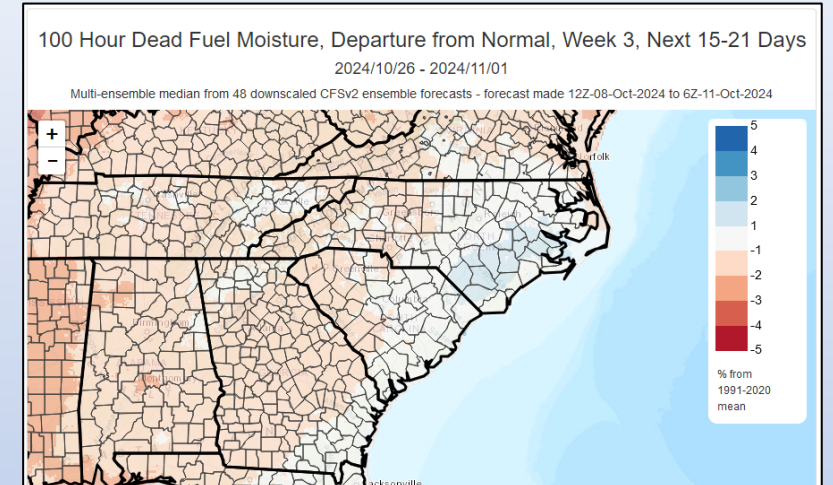 100 Hour Dead Fuel Moisture, Departure from Normal, Week 3, Next 15-21 Days
2024/10/26 - 2024/11/01
Multi-ensemble median from 48 downscaled CFSv2 ensemble forecasts - forecast made 12Z-08-Oct-2024 to 6Z-11-Oct-2024
+
−
orfolk
5
4
3
2
1
-1
-2
-3
-4
-5
% from
1991-2020
mean
acksonville